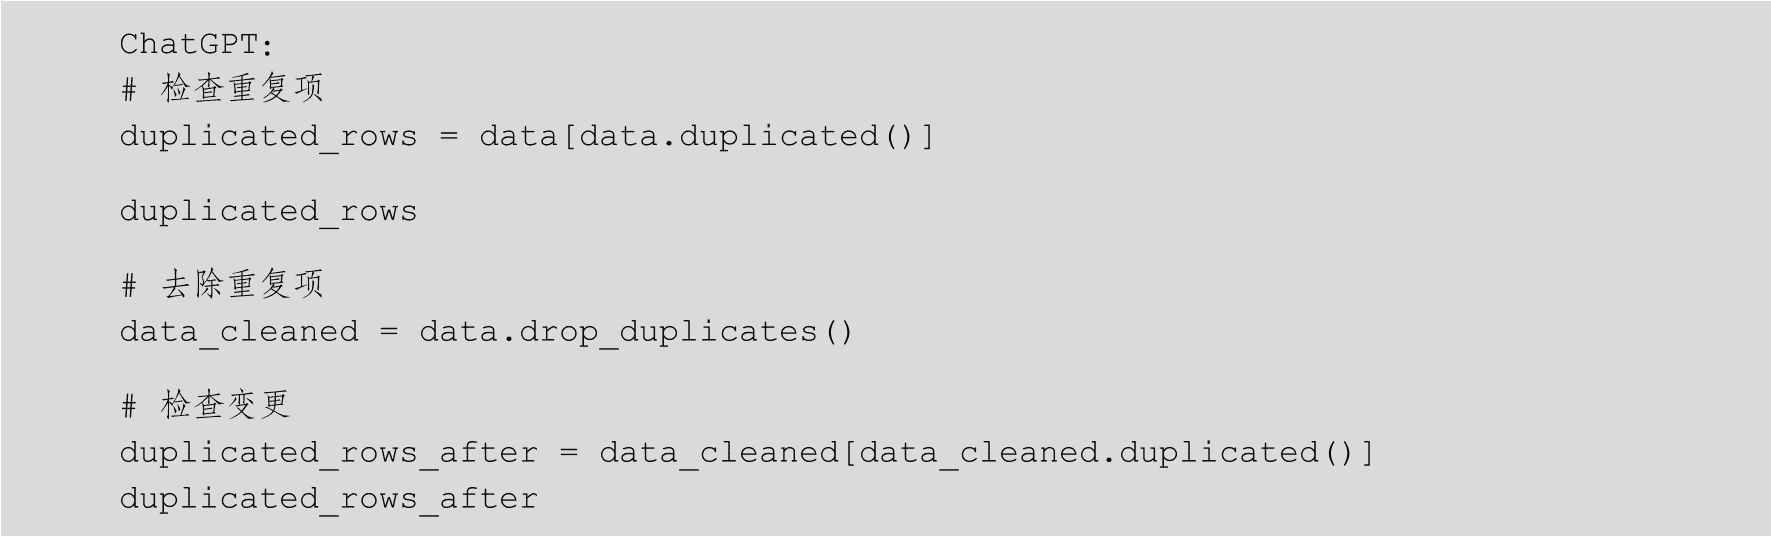 ChatGPT:
# 检查重复项
duplicated_rows = data[data.duplicated()]
duplicated_rows
# 去除重复项
data_cleaned = data.drop_duplicates()
# 检查变更
duplicated_rows_after = data_cleaned[data_cleaned.duplicated()]
duplicated_rows_after